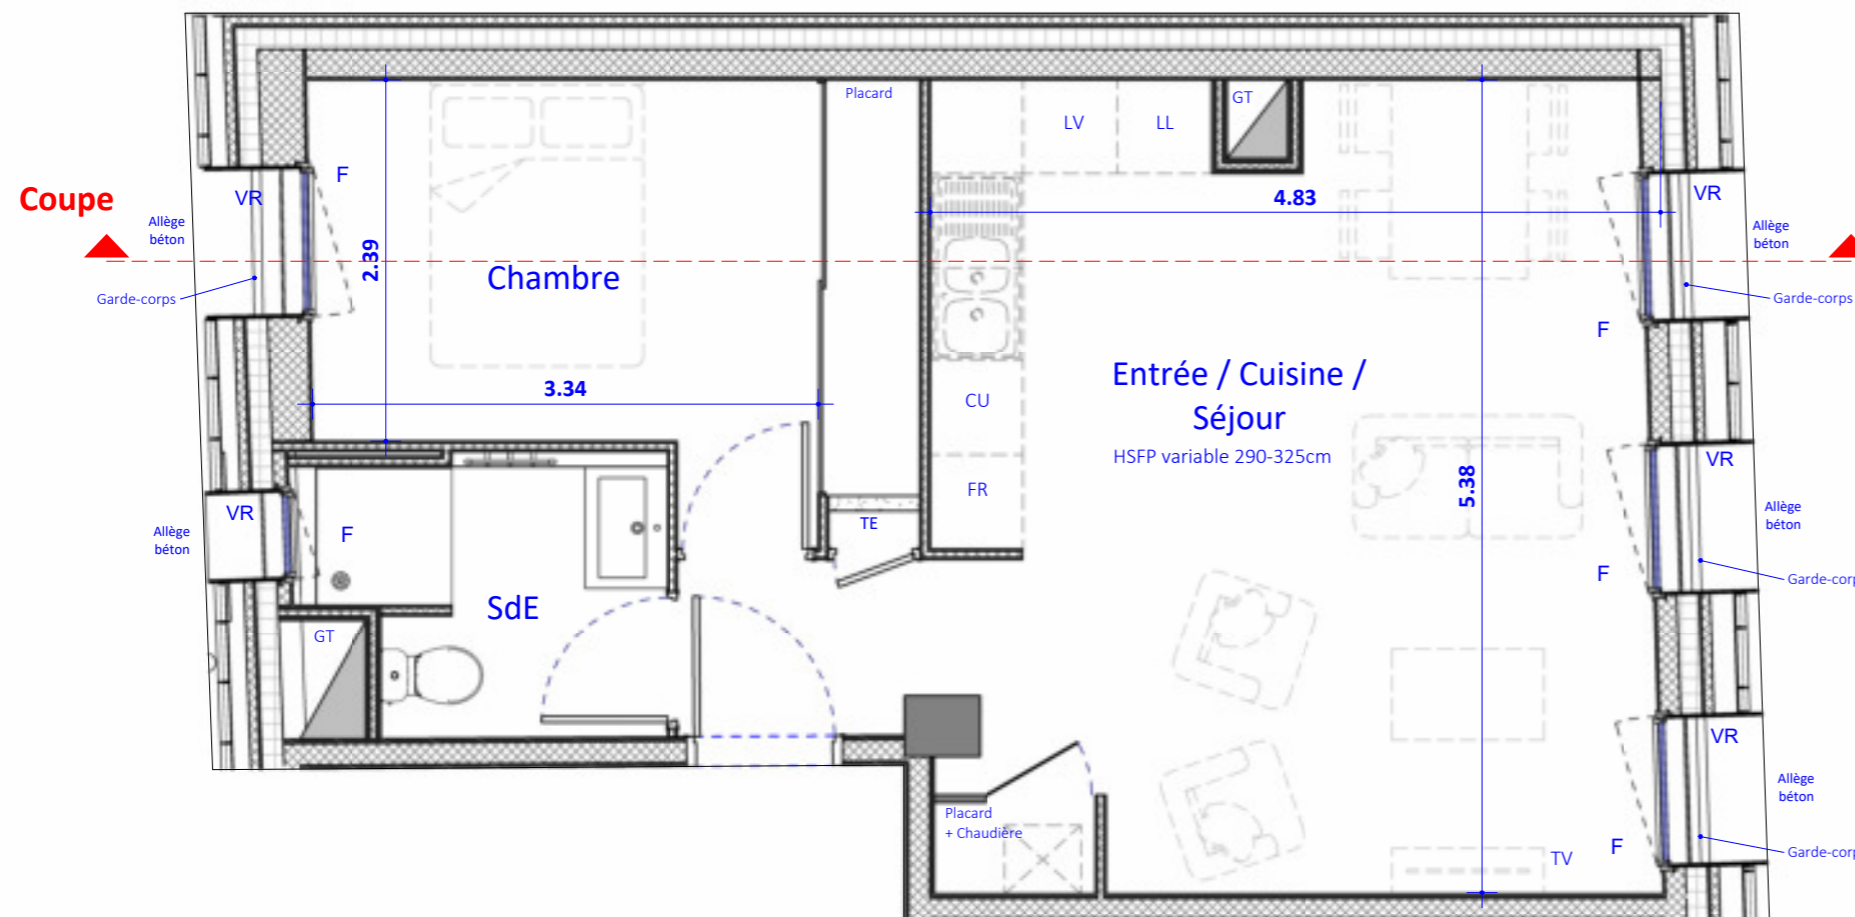 Placard
GT
LV
LL
F
VR
VR
4.83
Coupe
Allège
béton
Allège
béton
2.39
Chambre
Garde-corps
Garde-corps
F
Entrée / Cuisine /
Séjour
HSFP variable 290-325cm
3.34
CU
VR
5.38
FR
VR
F
TE
Allège
béton
Allège
béton
F
Garde-corp
SdE
GT
VR
Allège
béton
Placard
+ Chaudière
TV
F
Garde-corp